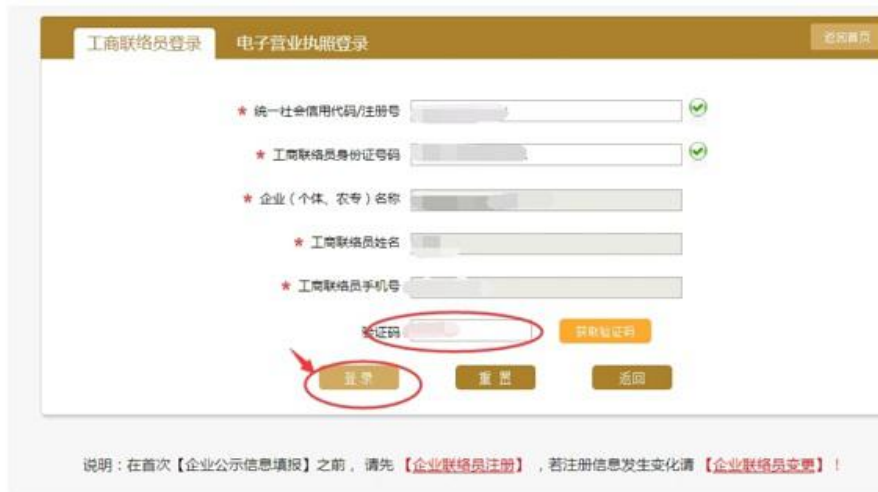 工商联络员登录 电子营业执照登录 返回首页
* 统一社会信用代码/注册号
* 工商联络员身份证号码
* 企业（个体、农专）名称
* 工商联络员姓名
* 工商联络员手机号
验证码 获取验证码
登录 重置 返回
说明：在首次【企业公示信息填报】之前，请先【企业联络员注册】，若注册信息发生变化请【企业联络员变更】！